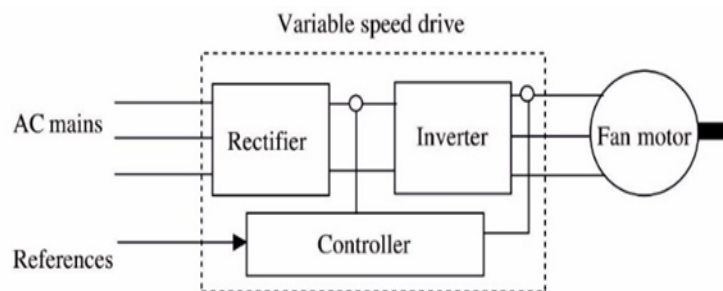 Variable speed drive
AC mains
Rectifier
Inverter
Fan motor
References
Controller